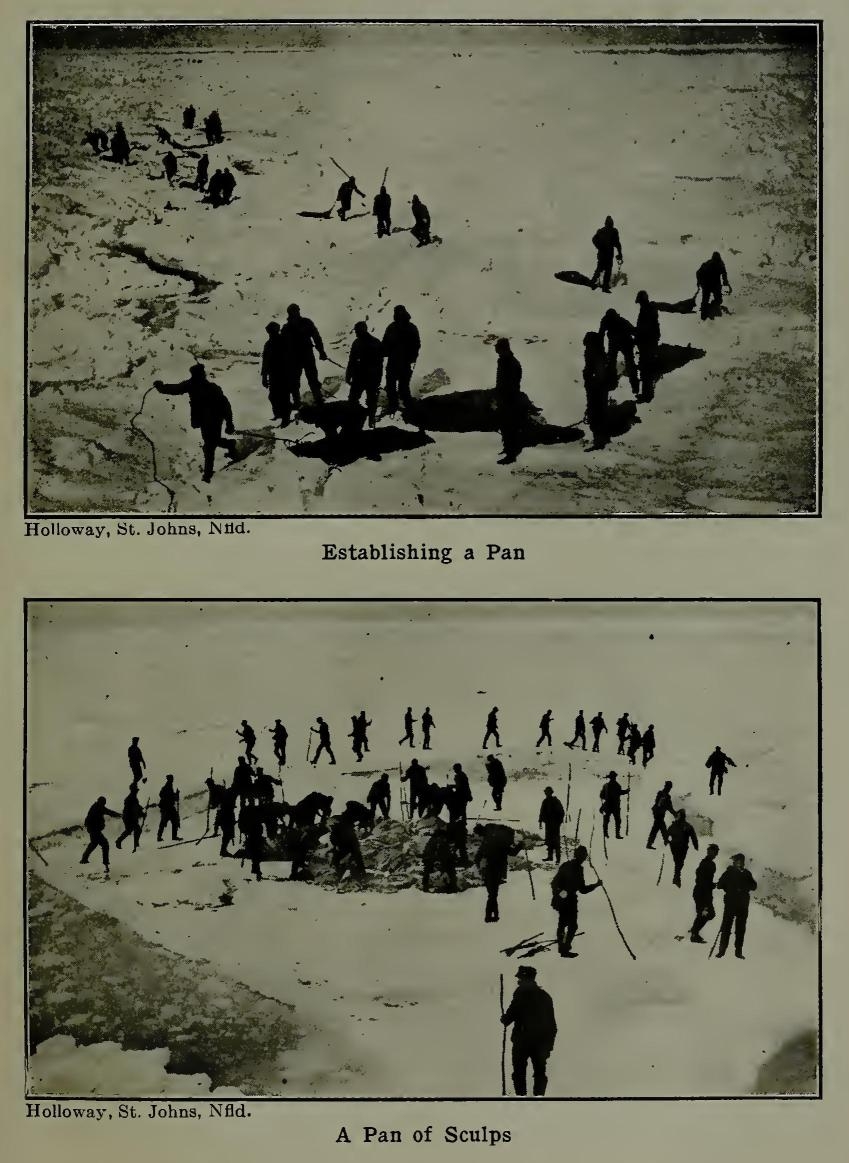 Holloway, St. Johns, Nfld.
Establishing a Pan
Holloway, St. Johns, Nfld.
A Pan of Sculps